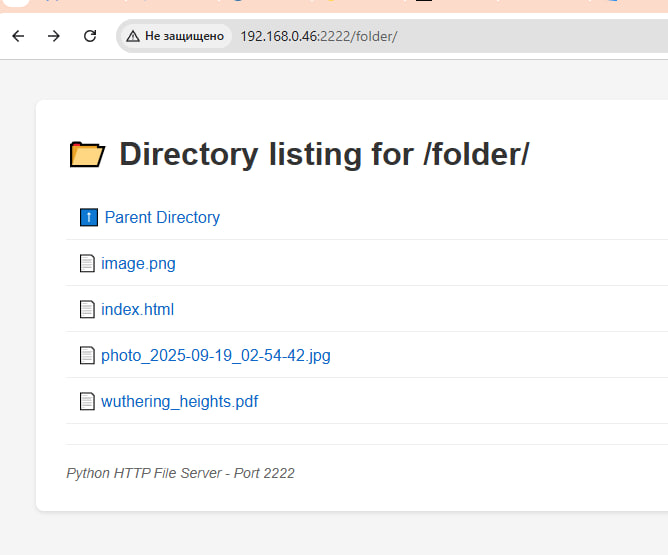 Не защищено 192.168.0.46:2222/folder/
Directory listing for /folder/
Parent Directory
image.png
index.html
photo_2025-09-19_02-54-42.jpg
wuthering_heights.pdf
Python HTTP File Server - Port 2222